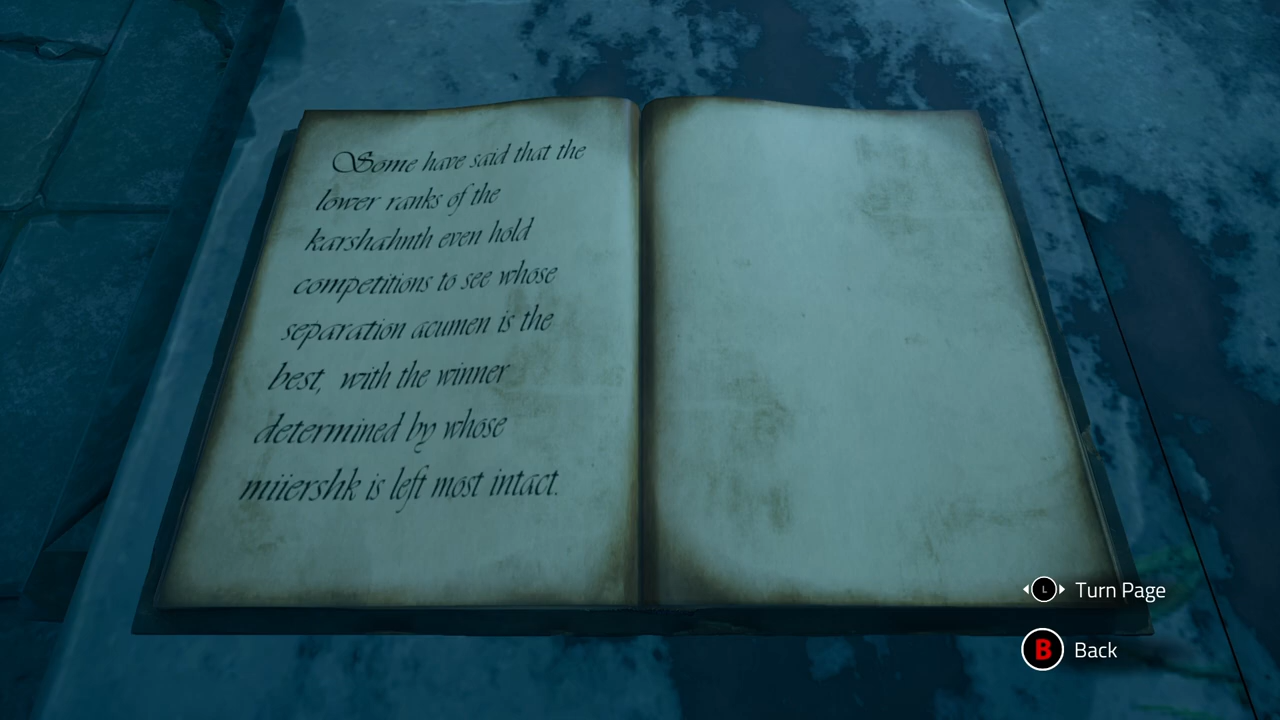 Some have said that the
lower ranks of the
karshahnth even hold
competitions to see whose
separation acumen is the
best, with the winner
determined by whose
miiershk is left most intact.
L Turn Page
B Back